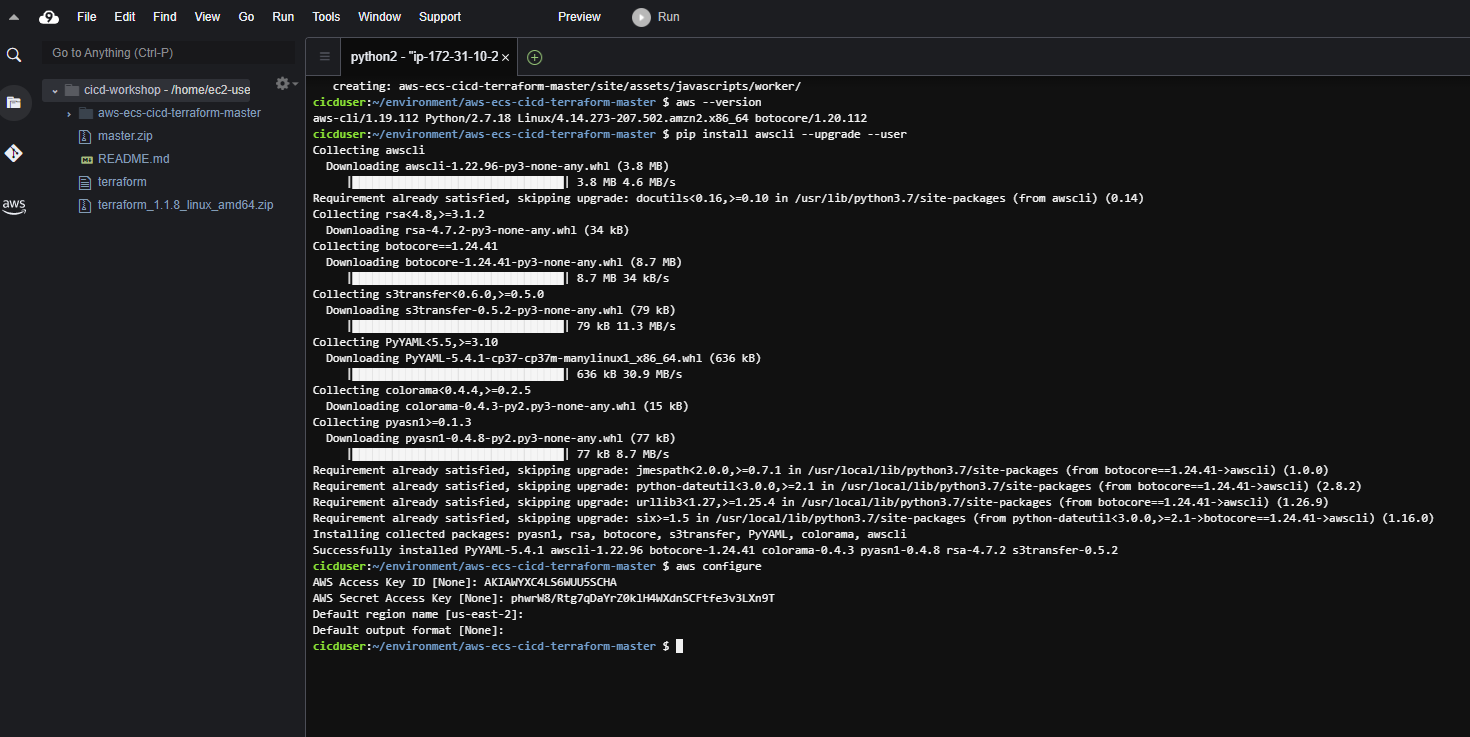 File Edit Find View Go Run Tools Window Support Preview Run
Go to Anything (Ctrl-P)
python2 - "ip-172-31-10-2 ×
cicd-workshop - /home/ec2-use
aws-ecs-cicd-terraform-master
master.zip
README.md
terraform
terraform_1.1.8_linux_amd64.zip
aws
creating: aws-ecs-cicd-terraform-master/site/assets/javascripts/worker/
cicduser:~/environment/aws-ecs-cicd-terraform-master $ aws --version
aws-cli/1.19.112 Python/2.7.18 Linux/4.14.273-207.502.amzn2.x86_64 botocore/1.20.112
cicduser:~/environment/aws-ecs-cicd-terraform-master $ pip install awscli --upgrade --user
Collecting awscli
Downloading awscli-1.22.96-py3-none-any.whl (3.8 MB)
|████████████████████████████████| 3.8 MB 4.6 MB/s
Requirement already satisfied, skipping upgrade: docutils<0.16,>=0.10 in /usr/lib/python3.7/site-packages (from awscli) (0.14)
Collecting rsa<4.8,>=3.1.2
Downloading rsa-4.7.2-py3-none-any.whl (34 kB)
Collecting botocore==1.24.41
Downloading botocore-1.24.41-py3-none-any.whl (8.7 MB)
|████████████████████████████████| 8.7 MB 34 kB/s
Collecting s3transfer<0.6.0,>=0.5.0
Downloading s3transfer-0.5.2-py3-none-any.whl (79 kB)
|████████████████████████████████| 79 kB 11.3 MB/s
Collecting PyYAML<5.5,>=3.10
Downloading PyYAML-5.4.1-cp37-cp37m-manylinux1_x86_64.whl (636 kB)
|████████████████████████████████| 636 kB 30.9 MB/s
Collecting colorama<0.4.4,>=0.2.5
Downloading colorama-0.4.3-py2.py3-none-any.whl (15 kB)
Collecting pyasn1>=0.1.3
Downloading pyasn1-0.4.8-py2.py3-none-any.whl (77 kB)
|████████████████████████████████| 77 kB 8.7 MB/s
Requirement already satisfied, skipping upgrade: jmespath<2.0.0,>=0.7.1 in /usr/local/lib/python3.7/site-packages (from botocore==1.24.41->awscli) (1.0.0)
Requirement already satisfied, skipping upgrade: python-dateutil<3.0.0,>=2.1 in /usr/local/lib/python3.7/site-packages (from botocore==1.24.41->awscli) (2.8.2)
Requirement already satisfied, skipping upgrade: urllib3<1.27,>=1.25.4 in /usr/local/lib/python3.7/site-packages (from botocore==1.24.41->awscli) (1.26.9)
Requirement already satisfied, skipping upgrade: six>=1.5 in /usr/local/lib/python3.7/site-packages (from python-dateutil<3.0.0,>=2.1->botocore==1.24.41->awscli) (1.16.0)
Installing collected packages: pyasn1, rsa, botocore, s3transfer, PyYAML, colorama, awscli
Successfully installed PyYAML-5.4.1 awscli-1.22.96 botocore-1.24.41 colorama-0.4.3 pyasn1-0.4.8 rsa-4.7.2 s3transfer-0.5.2
cicduser:~/environment/aws-ecs-cicd-terraform-master $ aws configure
AWS Access Key ID [None]: AKIAWYXC4LS6WUU5SCHA
AWS Secret Access Key [None]: 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
Default region name [us-east-2]:
Default output format [None]:
cicduser:~/environment/aws-ecs-cicd-terraform-master $